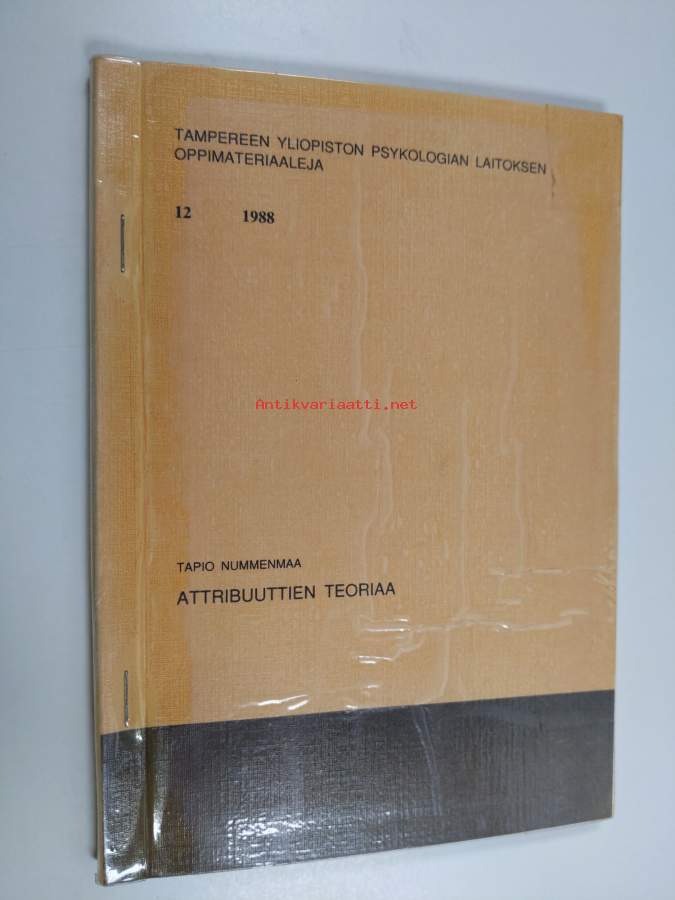 TAMPEREEN YLIOPISTON PSYKOLOGIAN LAITOKSEN
OPPIMATERIAALEJA
12 1988
Antikvariaatti.net
TAPIO NUMMENMAA
ATTRIBUUTTIEN TEORIAA